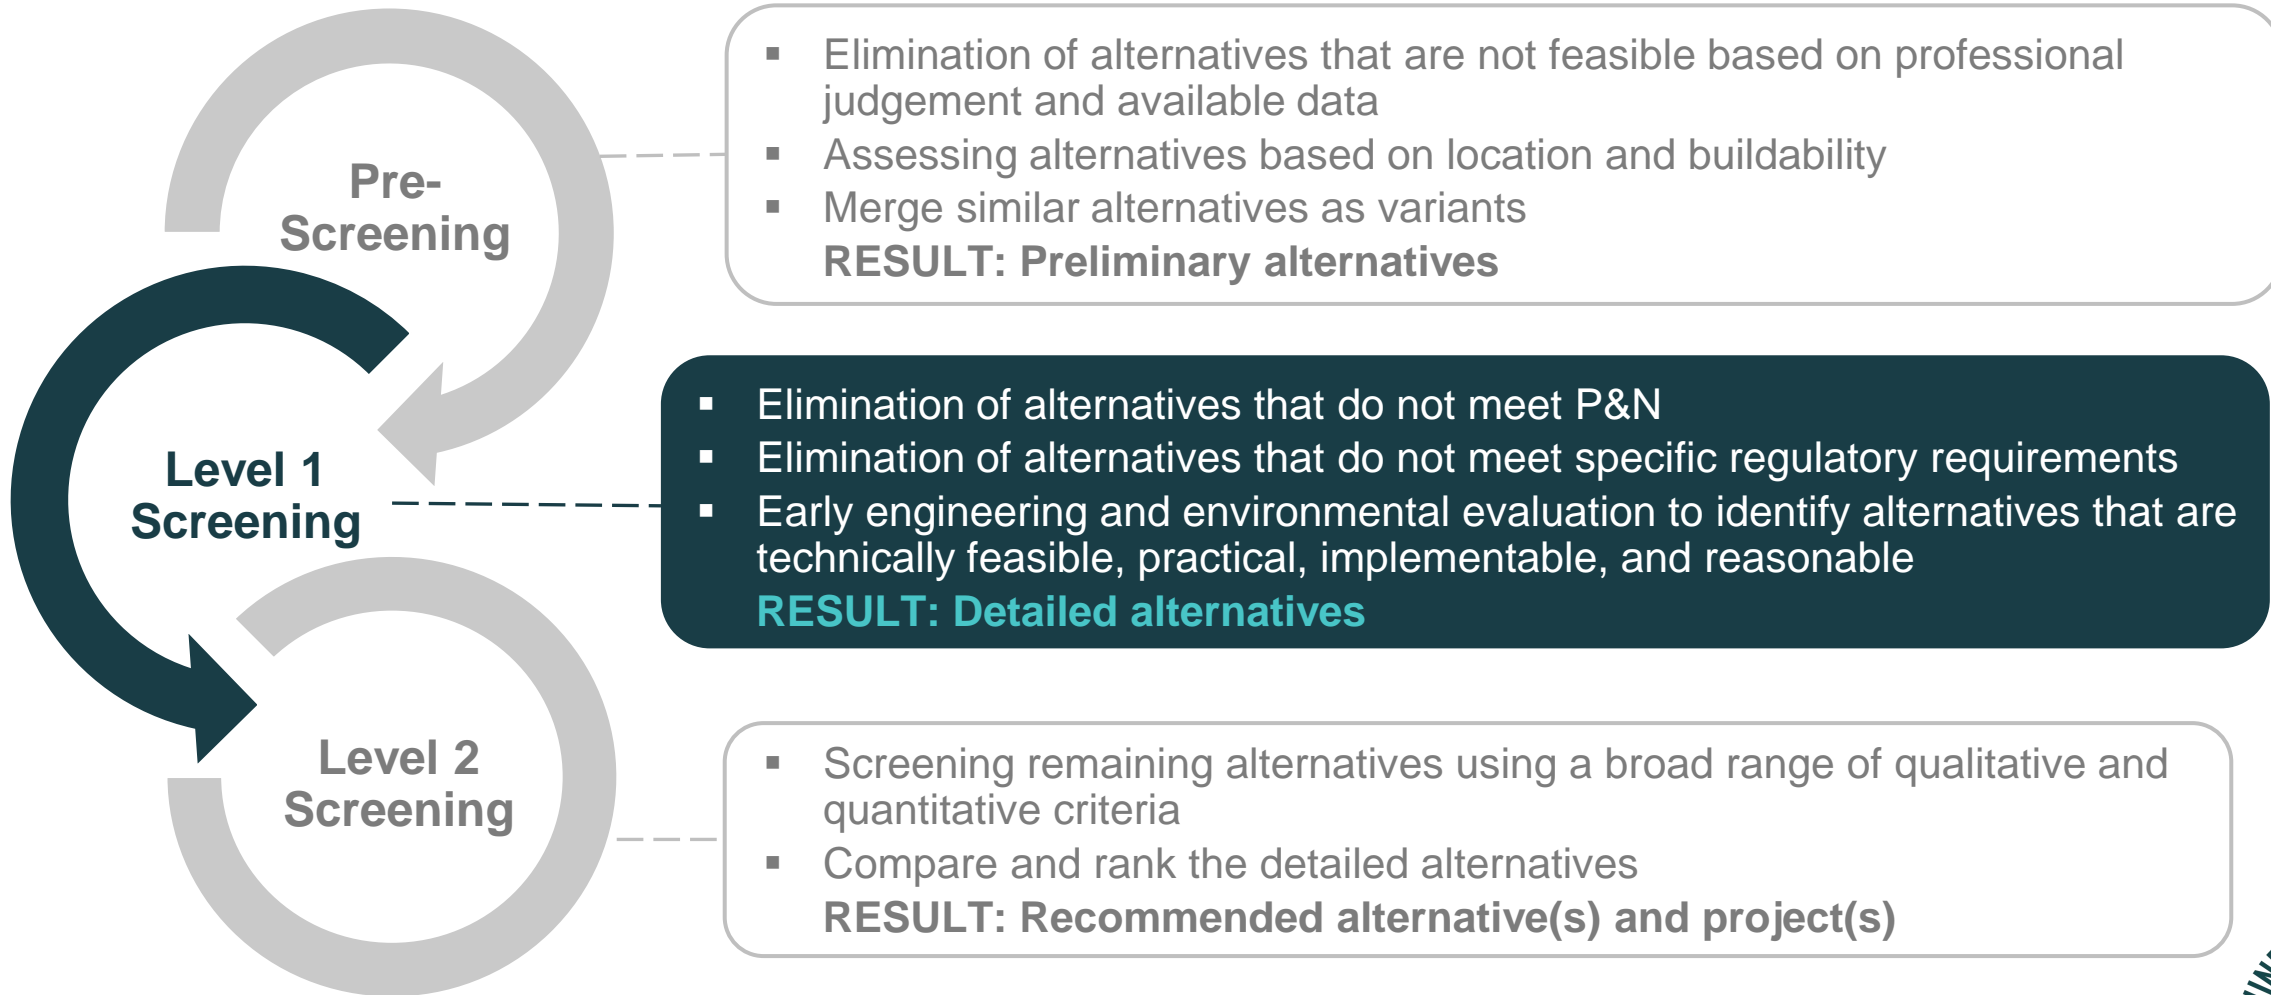 Pre-
Screening
▪ Elimination of alternatives that are not feasible based on professional
judgement and available data
▪ Assessing alternatives based on location and buildability
▪ Merge similar alternatives as variants
RESULT: Preliminary alternatives
Level 1
Screening
▪ Elimination of alternatives that do not meet P&N
▪ Elimination of alternatives that do not meet specific regulatory requirements
▪ Early engineering and environmental evaluation to identify alternatives that are
technically feasible, practical, implementable, and reasonable
RESULT: Detailed alternatives
Level 2
Screening
▪ Screening remaining alternatives using a broad range of qualitative and
quantitative criteria
▪ Compare and rank the detailed alternatives
RESULT: Recommended alternative(s) and project(s)